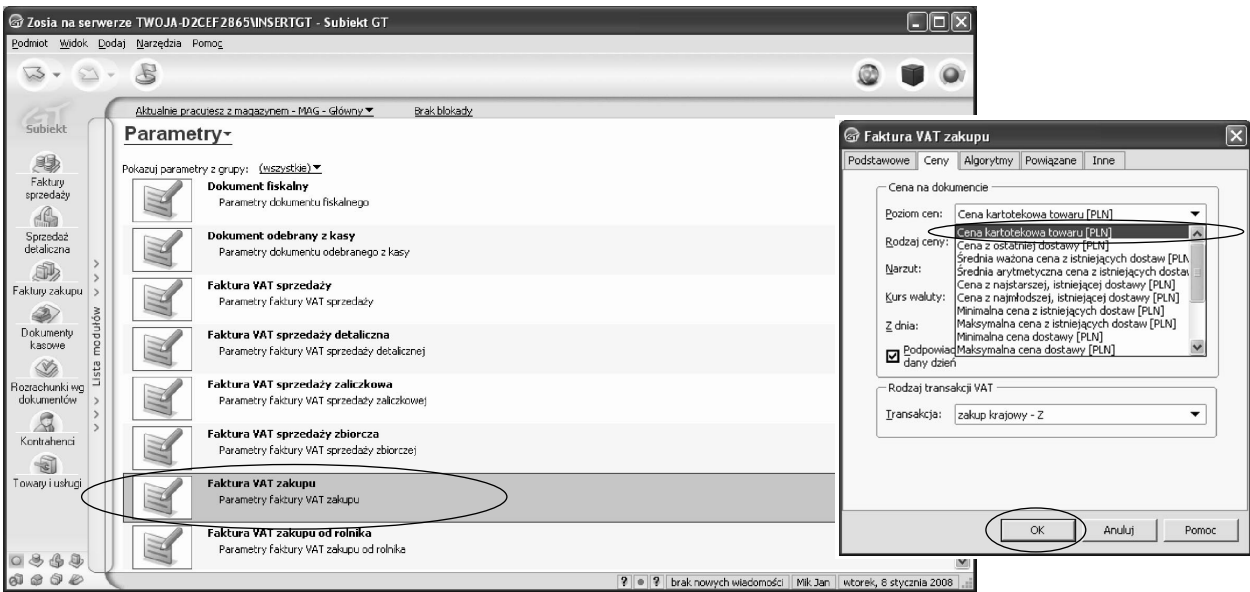 Zosia na serwerze TWOJA-D2CEF2865\INSERTGT - Subiekt GT
Podmiot Widok Dodaj Narzędzia Pomoc
GT
Subiekt
Aktualnie pracujesz z magazynem - MAG - Główny
Brak blokady
Parametry
Pokazuj parametry z grupy: (wszystkie)
Faktury
sprzedaży
Sprzedaż
detaliczna
Faktury zakupu
Dokumenty
kasowe
Rozrachunki wg
dokumentów
Kontrahenci
Towary i usługi
Lista modułów
Dokument fiskalny
Parametry dokumentu fiskalnego
Dokument odebrany z kasy
Parametry dokumentu odebranego z kasy
Faktura VAT sprzedaży
Parametry faktury VAT sprzedaży
Faktura VAT sprzedaży detaliczna
Parametry faktury VAT sprzedaży detalicznej
Faktura VAT sprzedaży zaliczkowa
Parametry faktury VAT sprzedaży zaliczkowej
Faktura VAT sprzedaży zbiorcza
Parametry faktury VAT sprzedaży zbiorczej
Faktura VAT zakupu
Parametry faktury VAT zakupu
Faktura VAT zakupu od rolnika
Parametry faktury VAT zakupu od rolnika
brak nowych wiadomości Mik Jan wtorek, 8 stycznia 2008
Faktura VAT zakupu
Podstawowe Ceny Algorytmy Powiązane Inne
Cena na dokumencie
Poziom cen: Cena kartotekowa towaru [PLN]
Cena kartotekowa towaru [PLN]
Rodzaj ceny: Cena z ostatniej dostawy [PLN]
Średnia ważona cena z istniejących dostaw [PLN
Narzut: Średnia arytmetyczna cena z istniejących dostaw
Cena z najstarszej, istniejącej dostawy [PLN]
Kurs waluty: Cena z najmłodszej, istniejącej dostawy [PLN]
Minimalna cena z istniejących dostaw [PLN]
Z dnia: Maksymalna cena z istniejących dostaw [PLN]
Minimalna cena dostawy [PLN]
Podpowiad Maksymalna cena dostawy [PLN]
dany dzień
Rodzaj transakcji VAT
Transakcja: zakup krajowy - Z
OK Anuluj Pomoc